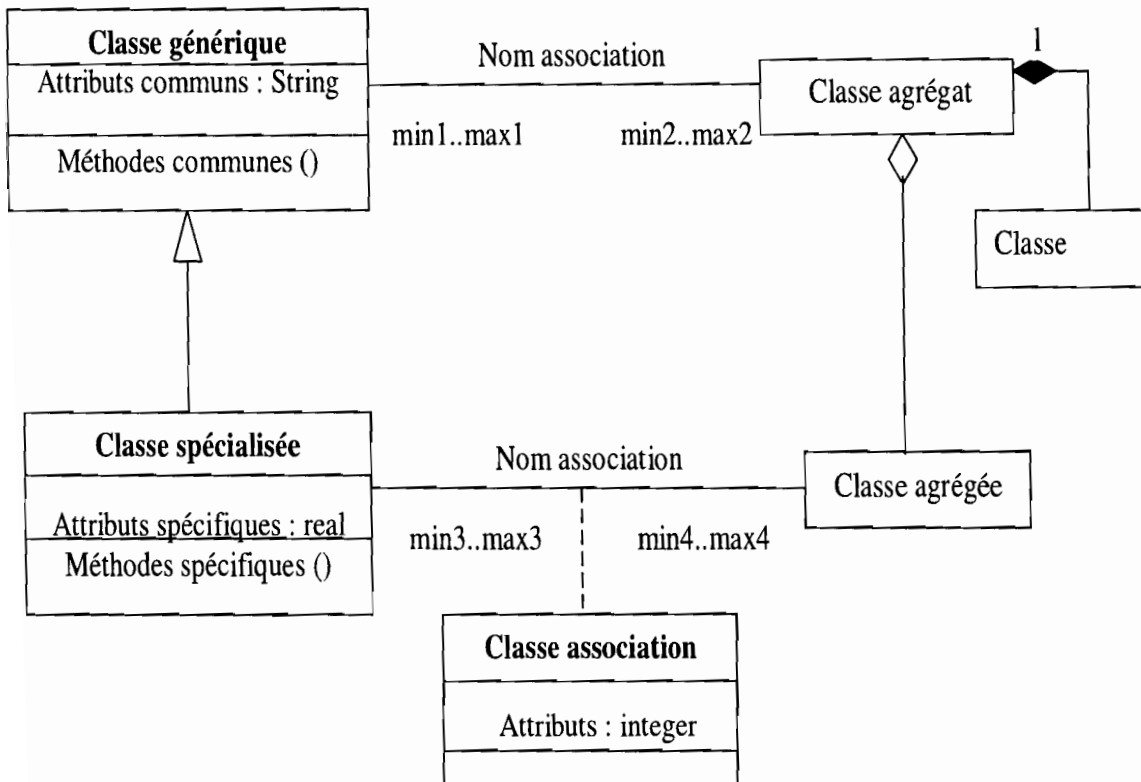 Classe générique
Attributs communs : String
Méthodes communes ()
Nom association
min1..max1
min2..max2
Classe agrégat
1
Classe
Classe spécialisée
Attributs spécifiques : real
Méthodes spécifiques ()
Nom association
min3..max3
min4..max4
Classe agrégée
Classe association
Attributs : integer